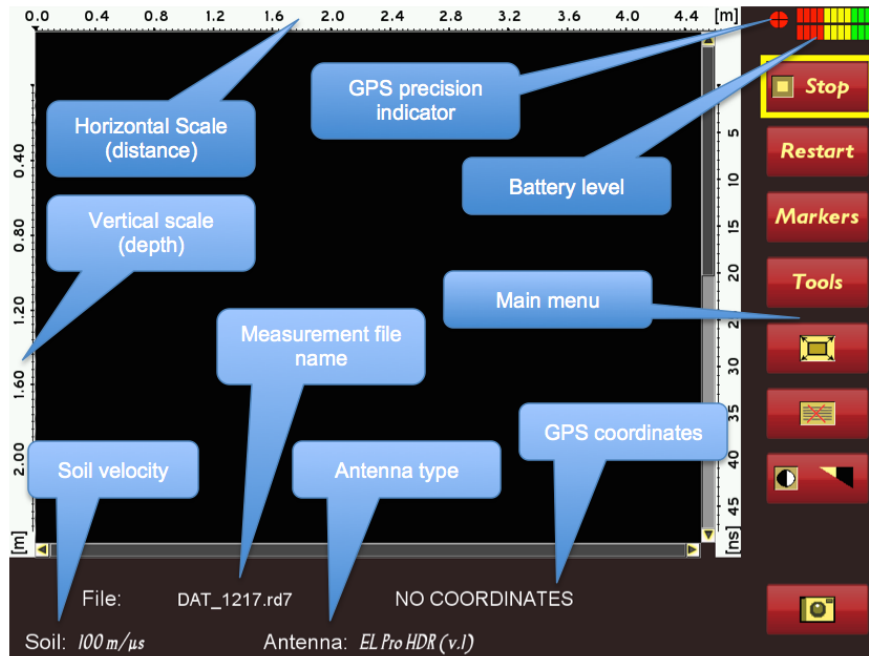 0.0 0.4 0.8 1.2 1.6 2.0 2.4 2.8 3.2 3.6 4.0 4.4 [m]
GPS precision
indicator
Stop
Horizontal Scale
(distance)
0.40
5
Restart
Battery level
10
Vertical scale
(depth)
0.80
15
Markers
20
Tools
1.20
Main menu
25
Measurement file
name
30
1.60
35
GPS coordinates
2.00
Soil velocity
Antenna type
40
45
[m]
[ns]
File: DAT_1217.rd7 NO COORDINATES
Soil: 100 m/µs Antenna: EL Pro HDR (v.1)